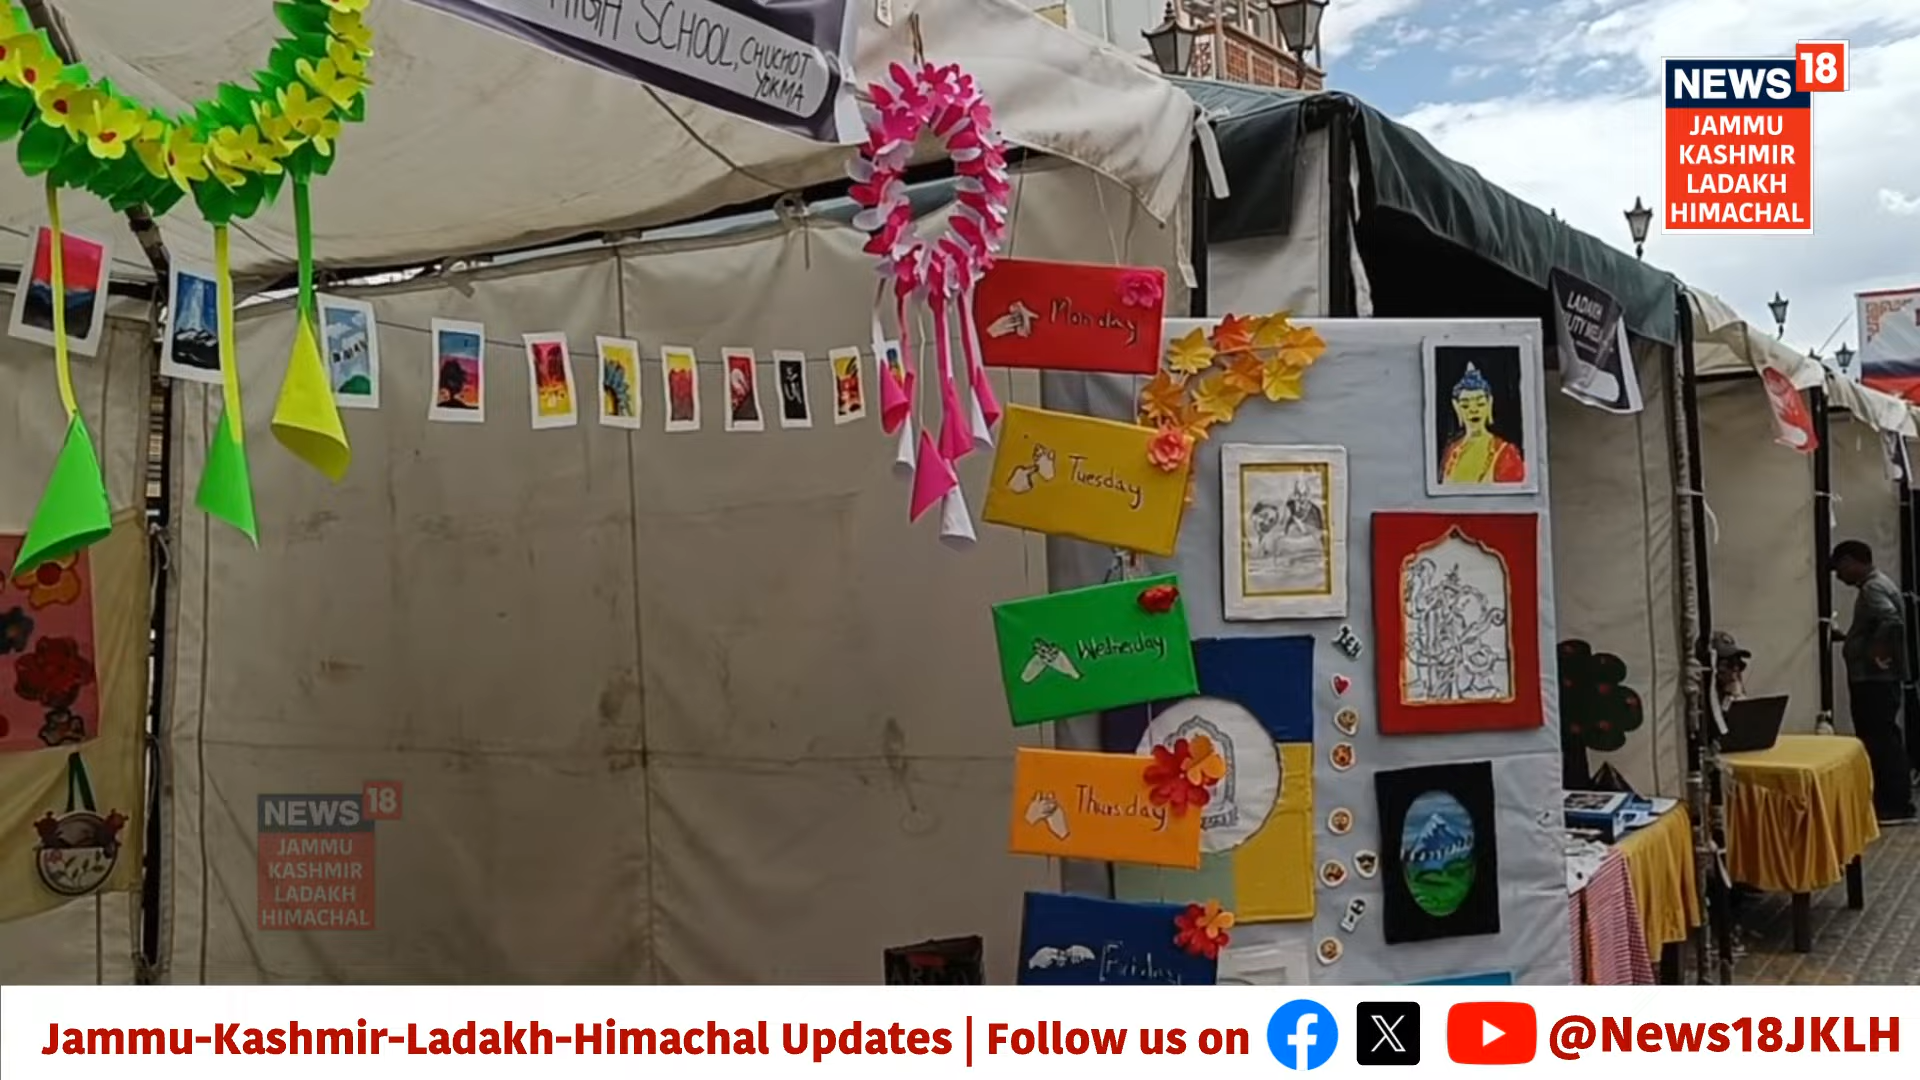 HIGH SCHOOL, CHUCHOT
YOKMA
NEWS 18
JAMMU
KASHMIR
LADAKH
HIMACHAL
Monday
LADAKH
Tuesday
Wednesday
Thursday
Friday
NEWS 18
JAMMU
KASHMIR
LADAKH
HIMACHAL
Jammu-Kashmir-Ladakh-Himachal Updates | Follow us on @News18JKLH